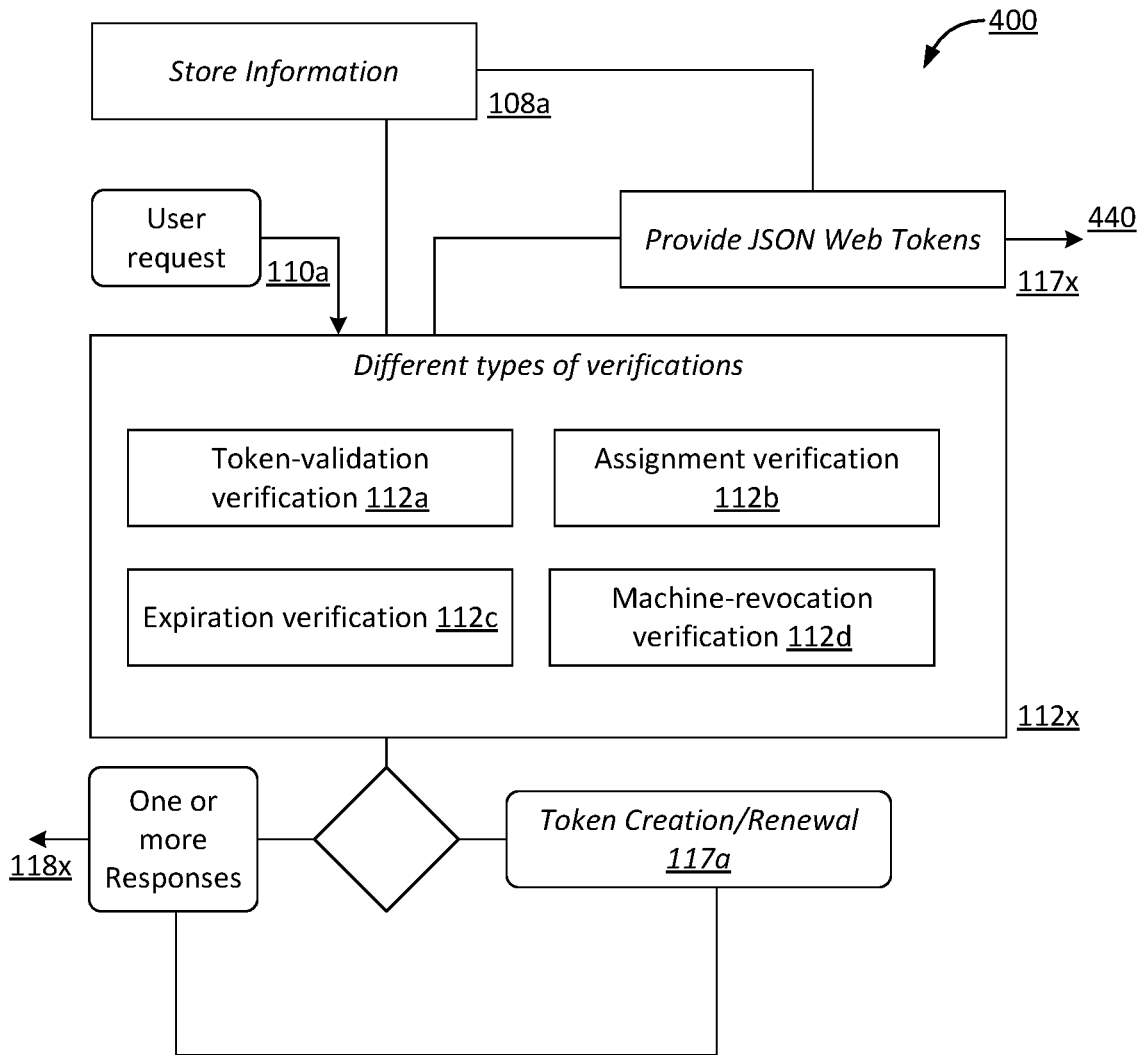 400
Store Information
108a
User
request
110a
Provide JSON Web Tokens
440
117x
Different types of verifications
Token-validation
verification 112a
Assignment verification
112b
Expiration verification 112c
Machine-revocation
verification 112d
112x
One or
more
Responses
118x
Token Creation/Renewal
117a